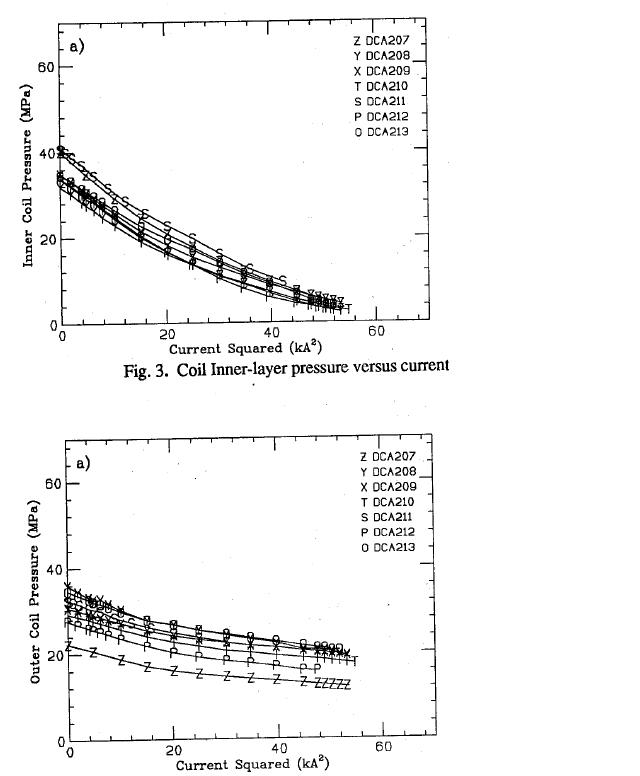 a)
Z DCA207
Y DCA208
X DCA209
T DCA210
S DCA211
P DCA212
O DCA213
Inner Coil Pressure (MPa)
60
40
20
0
0 20 40 60
Current Squared (kA²)
Fig. 3. Coil Inner-layer pressure versus current
a)
Z DCA207
Y DCA208
X DCA209
T DCA210
S DCA211
P DCA212
O DCA213
Outer Coil Pressure (MPa)
60
40
20
0
0 20 40 60
Current Squared (kA²)